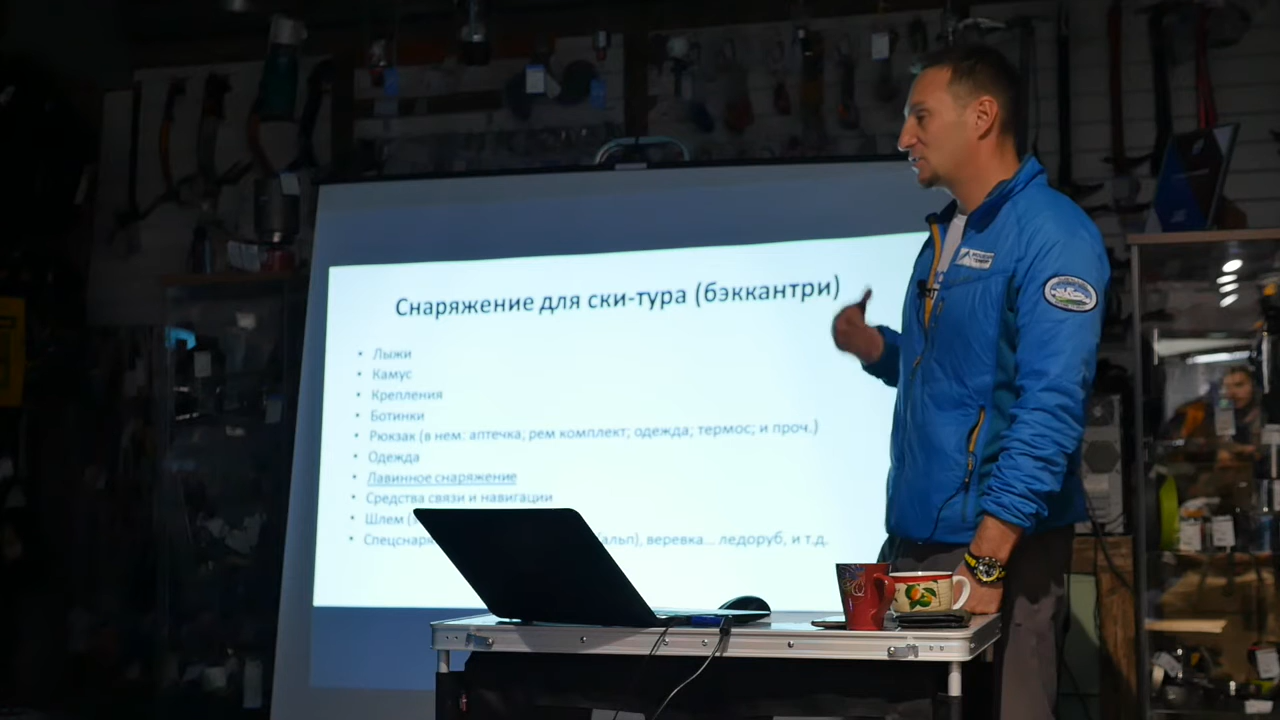 Снаряжение для ски-тура (бэккантри)
• Лыжи
• Камус
• Крепления
• Ботинки
• Рюкзак (в нем: аптечка; рем комплект; одежда; термос; и проч.)
• Одежда
• Лавинное снаряжение
• Средства связи и навигации
• Шлем
• альп), веревка... ледоруб, и т.д.